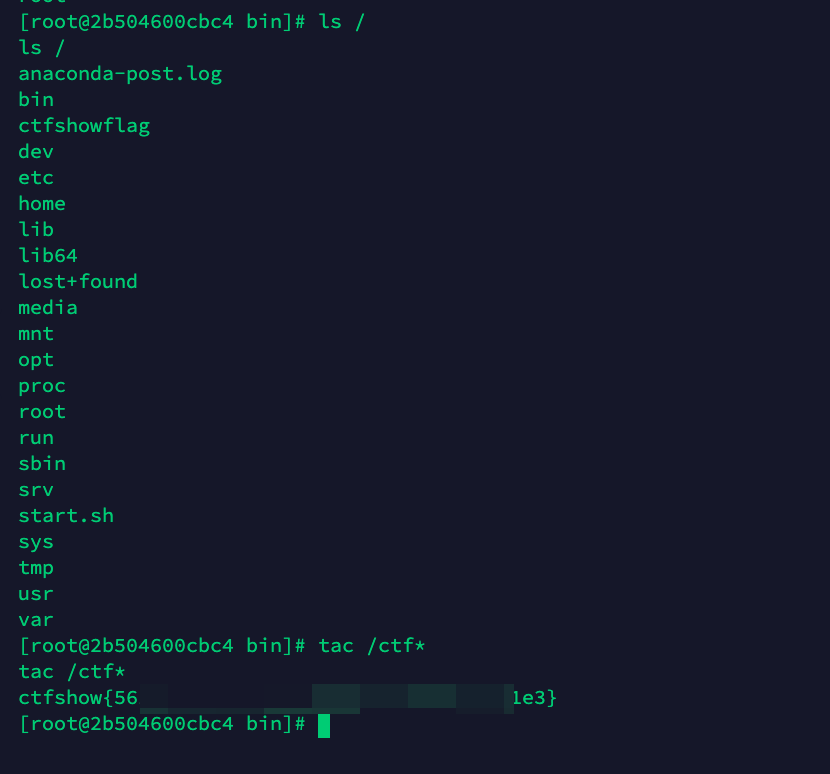 [root@2b504600cbc4 bin]# ls /
ls /
anaconda-post.log
bin
ctfshowflag
dev
etc
home
lib
lib64
lost+found
media
mnt
opt
proc
root
run
sbin
srv
start.sh
sys
tmp
usr
var
[root@2b504600cbc4 bin]# tac /ctf*
tac /ctf*
ctfshow{56 1e3}
[root@2b504600cbc4 bin]#